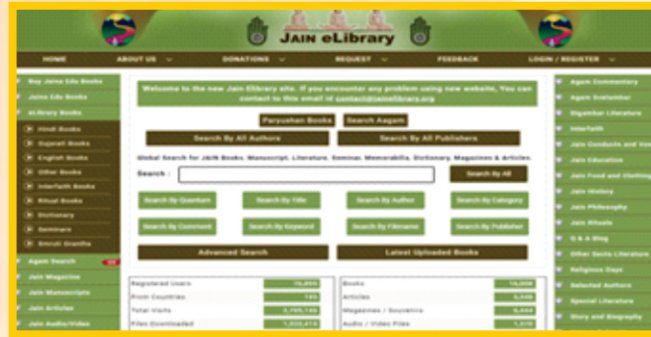 JAIN eLibrary
HOME
ABOUT US
DONATIONS
REQUEST
FEEDBACK
LOGIN / REGISTER
Buy Jaina Edu Books
Jaina Edu Books
eLibrary Books
Hindi Books
Gujarati Books
English Books
Other Books
Interfaith Books
Ritual Books
Dictionary
Seminars
Smruti Granths
Agam Search
Jain Magazine
Jain Manuscripts
Jain Articles
Jain Audio/Video
Welcome to the new Jain Elibrary site. If you encounter any problem using new website, You can
contact to this email id contact@jainelibrary.org
Paryushan Books
Search Aagam
Search By All Authors
Search By All Publishers
Global Search for JAIN Books, Manuscript, Literature, Seminar, Memorabilia, Dictionary, Magazines & Articles.
Search :
Search By All
Search By Quantum
Search By Title
Search By Author
Search By Category
Search By Comment
Search By Keyword
Search By Filename
Search By Publisher
Advanced Search
Latest Uploaded Books
Registered Users
From Countries
Total Visits
Files Downloaded
Books
Articles
Magazines / Souvenirs
Audio / Video Files
Agam Commentary
Agam Svetambar
Digambar Literature
Interfaith
Jain Conducts and
Jain Education
Jain Food and Clothing
Jain History
Jain Philosophy
Jain Rituals
Q & A Blog
Other Sects Literature
Religious Days
Selected Authors
Special Literature
Story and Biography